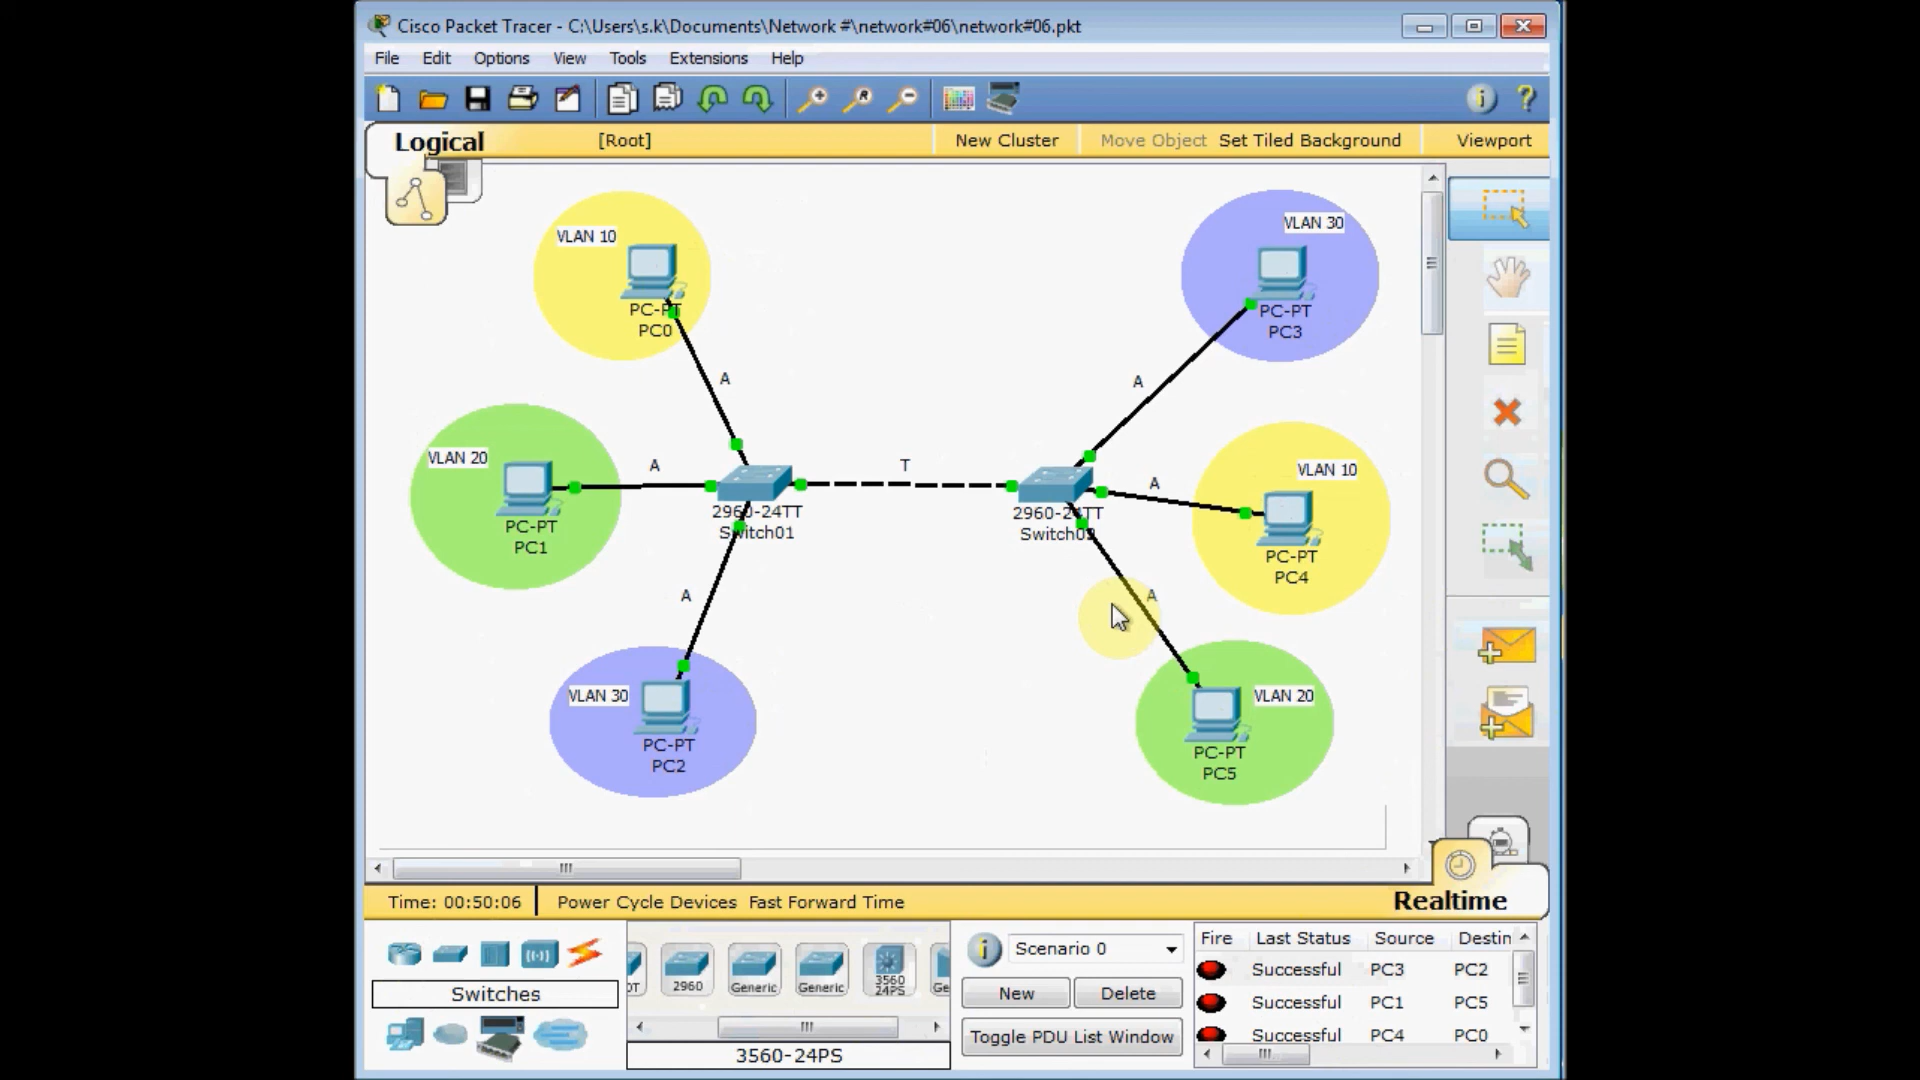 Cisco Packet Tracer - C:\Users\s.k\Documents\Network #\network#06\network#06.pkt
File Edit Options View Tools Extensions Help
Logical [Root] New Cluster Move Object Set Tiled Background Viewport
VLAN 10
PC-PT
PC0
VLAN 30
PC-PT
PC3
A
A
VLAN 20
PC-PT
PC1
A
T
A
VLAN 10
PC-PT
PC4
2960-24TT
Switch01
2960-24TT
A
A
VLAN 30
PC-PT
PC2
VLAN 20
PC-PT
PC5
Time: 00:50:06 Power Cycle Devices Fast Forward Time
Realtime
Switches
2960 Generic Generic 3560 24PS Ge
3560-24PS
Scenario 0
New Delete
Toggle PDU List Window
Fire Last Status Source Destin
Successful PC3 PC2
Successful PC1 PC5
Successful PC4 PC0